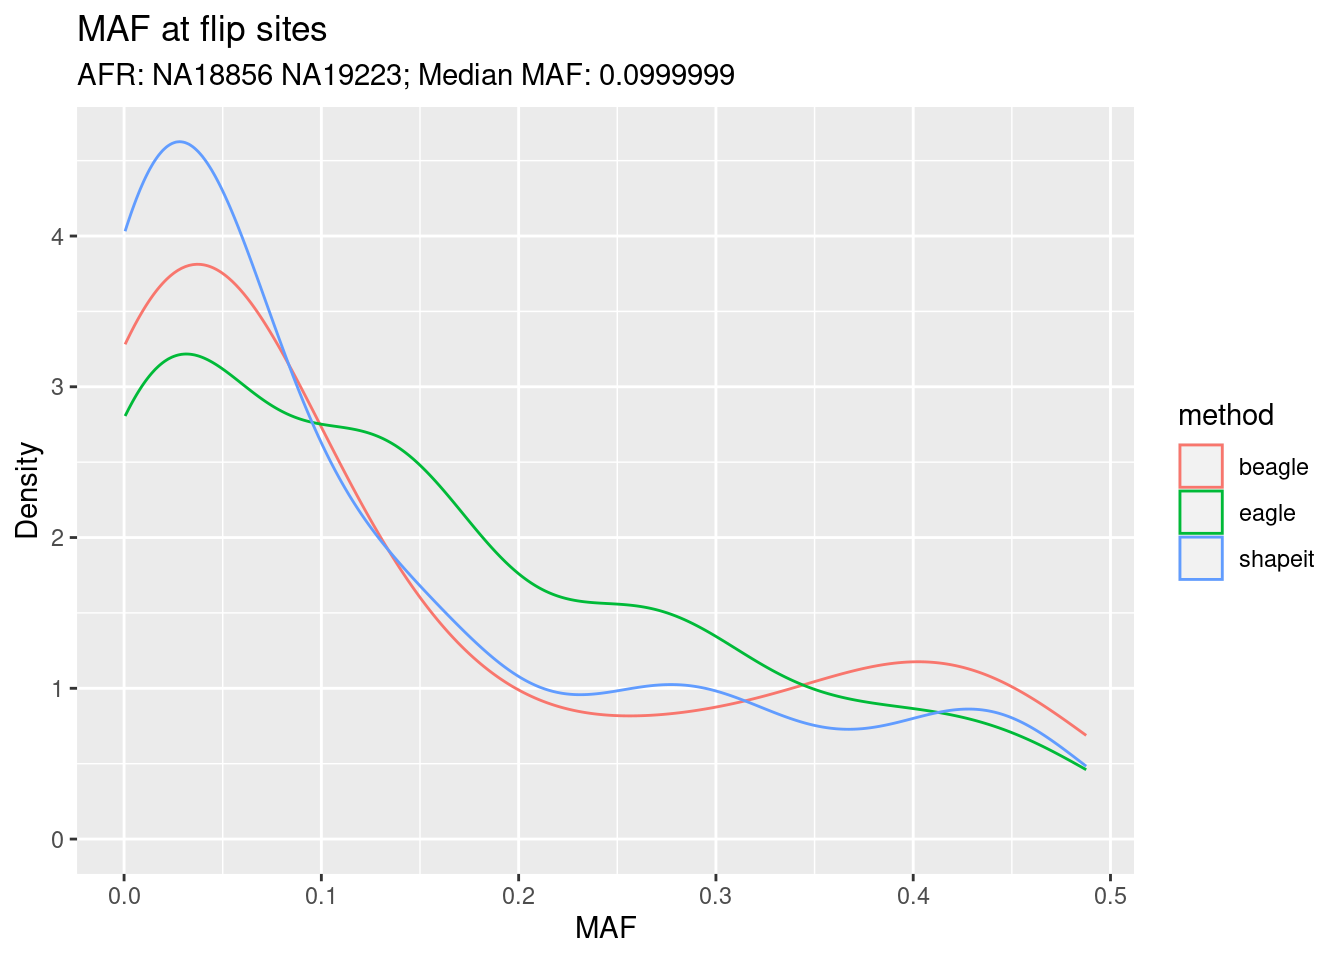 MAF at flip sites
AFR: NA18856 NA19223; Median MAF: 0.0999999
Density
4
3
2
1
0
0.0 0.1 0.2 0.3 0.4 0.5
MAF
method
beagle
eagle
shapeit